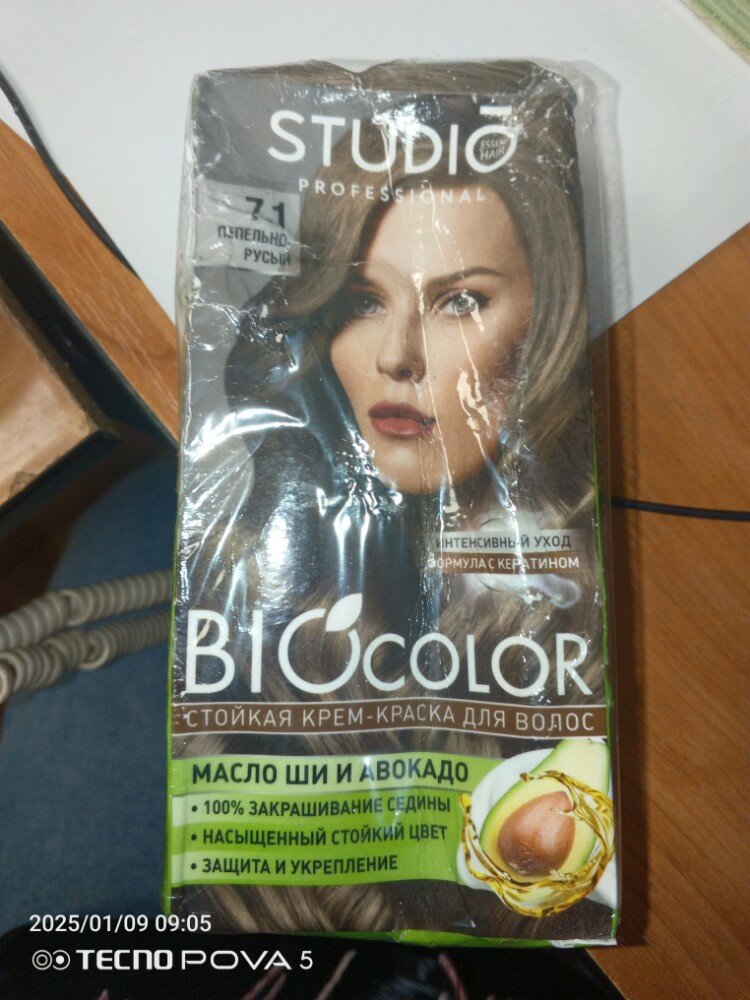 STUDIO
ESSEM
HAIR
PROFESSIONAL
7.1
ПЕПЕЛЬНО-
РУСЫЙ
ИНТЕНСИВНЫЙ УХОД
ФОРМУЛА С КЕРАТИНОМ
BIOCOLOR
СТОЙКАЯ КРЕМ-КРАСКА ДЛЯ ВОЛОС
МАСЛО ШИ И АВОКАДО
• 100% ЗАКРАШИВАНИЕ СЕДИНЫ
• НАСЫЩЕННЫЙ СТОЙКИЙ ЦВЕТ
• ЗАЩИТА И УКРЕПЛЕНИЕ
2025/01/09 09:05
TECNO POVA 5